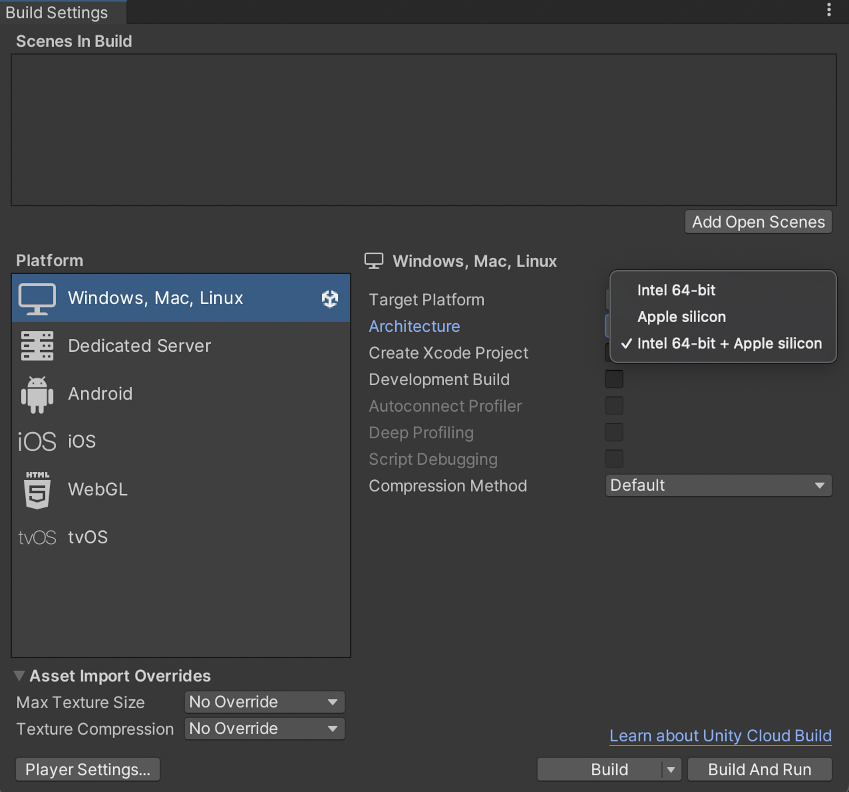 Build Settings
Scenes In Build
Add Open Scenes
Platform
Windows, Mac, Linux
Dedicated Server
Android
iOS iOS
HTML
5
WebGL
tvOS tvOS
Windows, Mac, Linux
Target Platform
Architecture
Create Xcode Project
Development Build
Autoconnect Profiler
Deep Profiling
Script Debugging
Compression Method Default
Intel 64-bit
Apple silicon
✓ Intel 64-bit + Apple silicon
Asset Import Overrides
Max Texture Size No Override
Texture Compression No Override
Learn about Unity Cloud Build
Player Settings...
Build
Build And Run